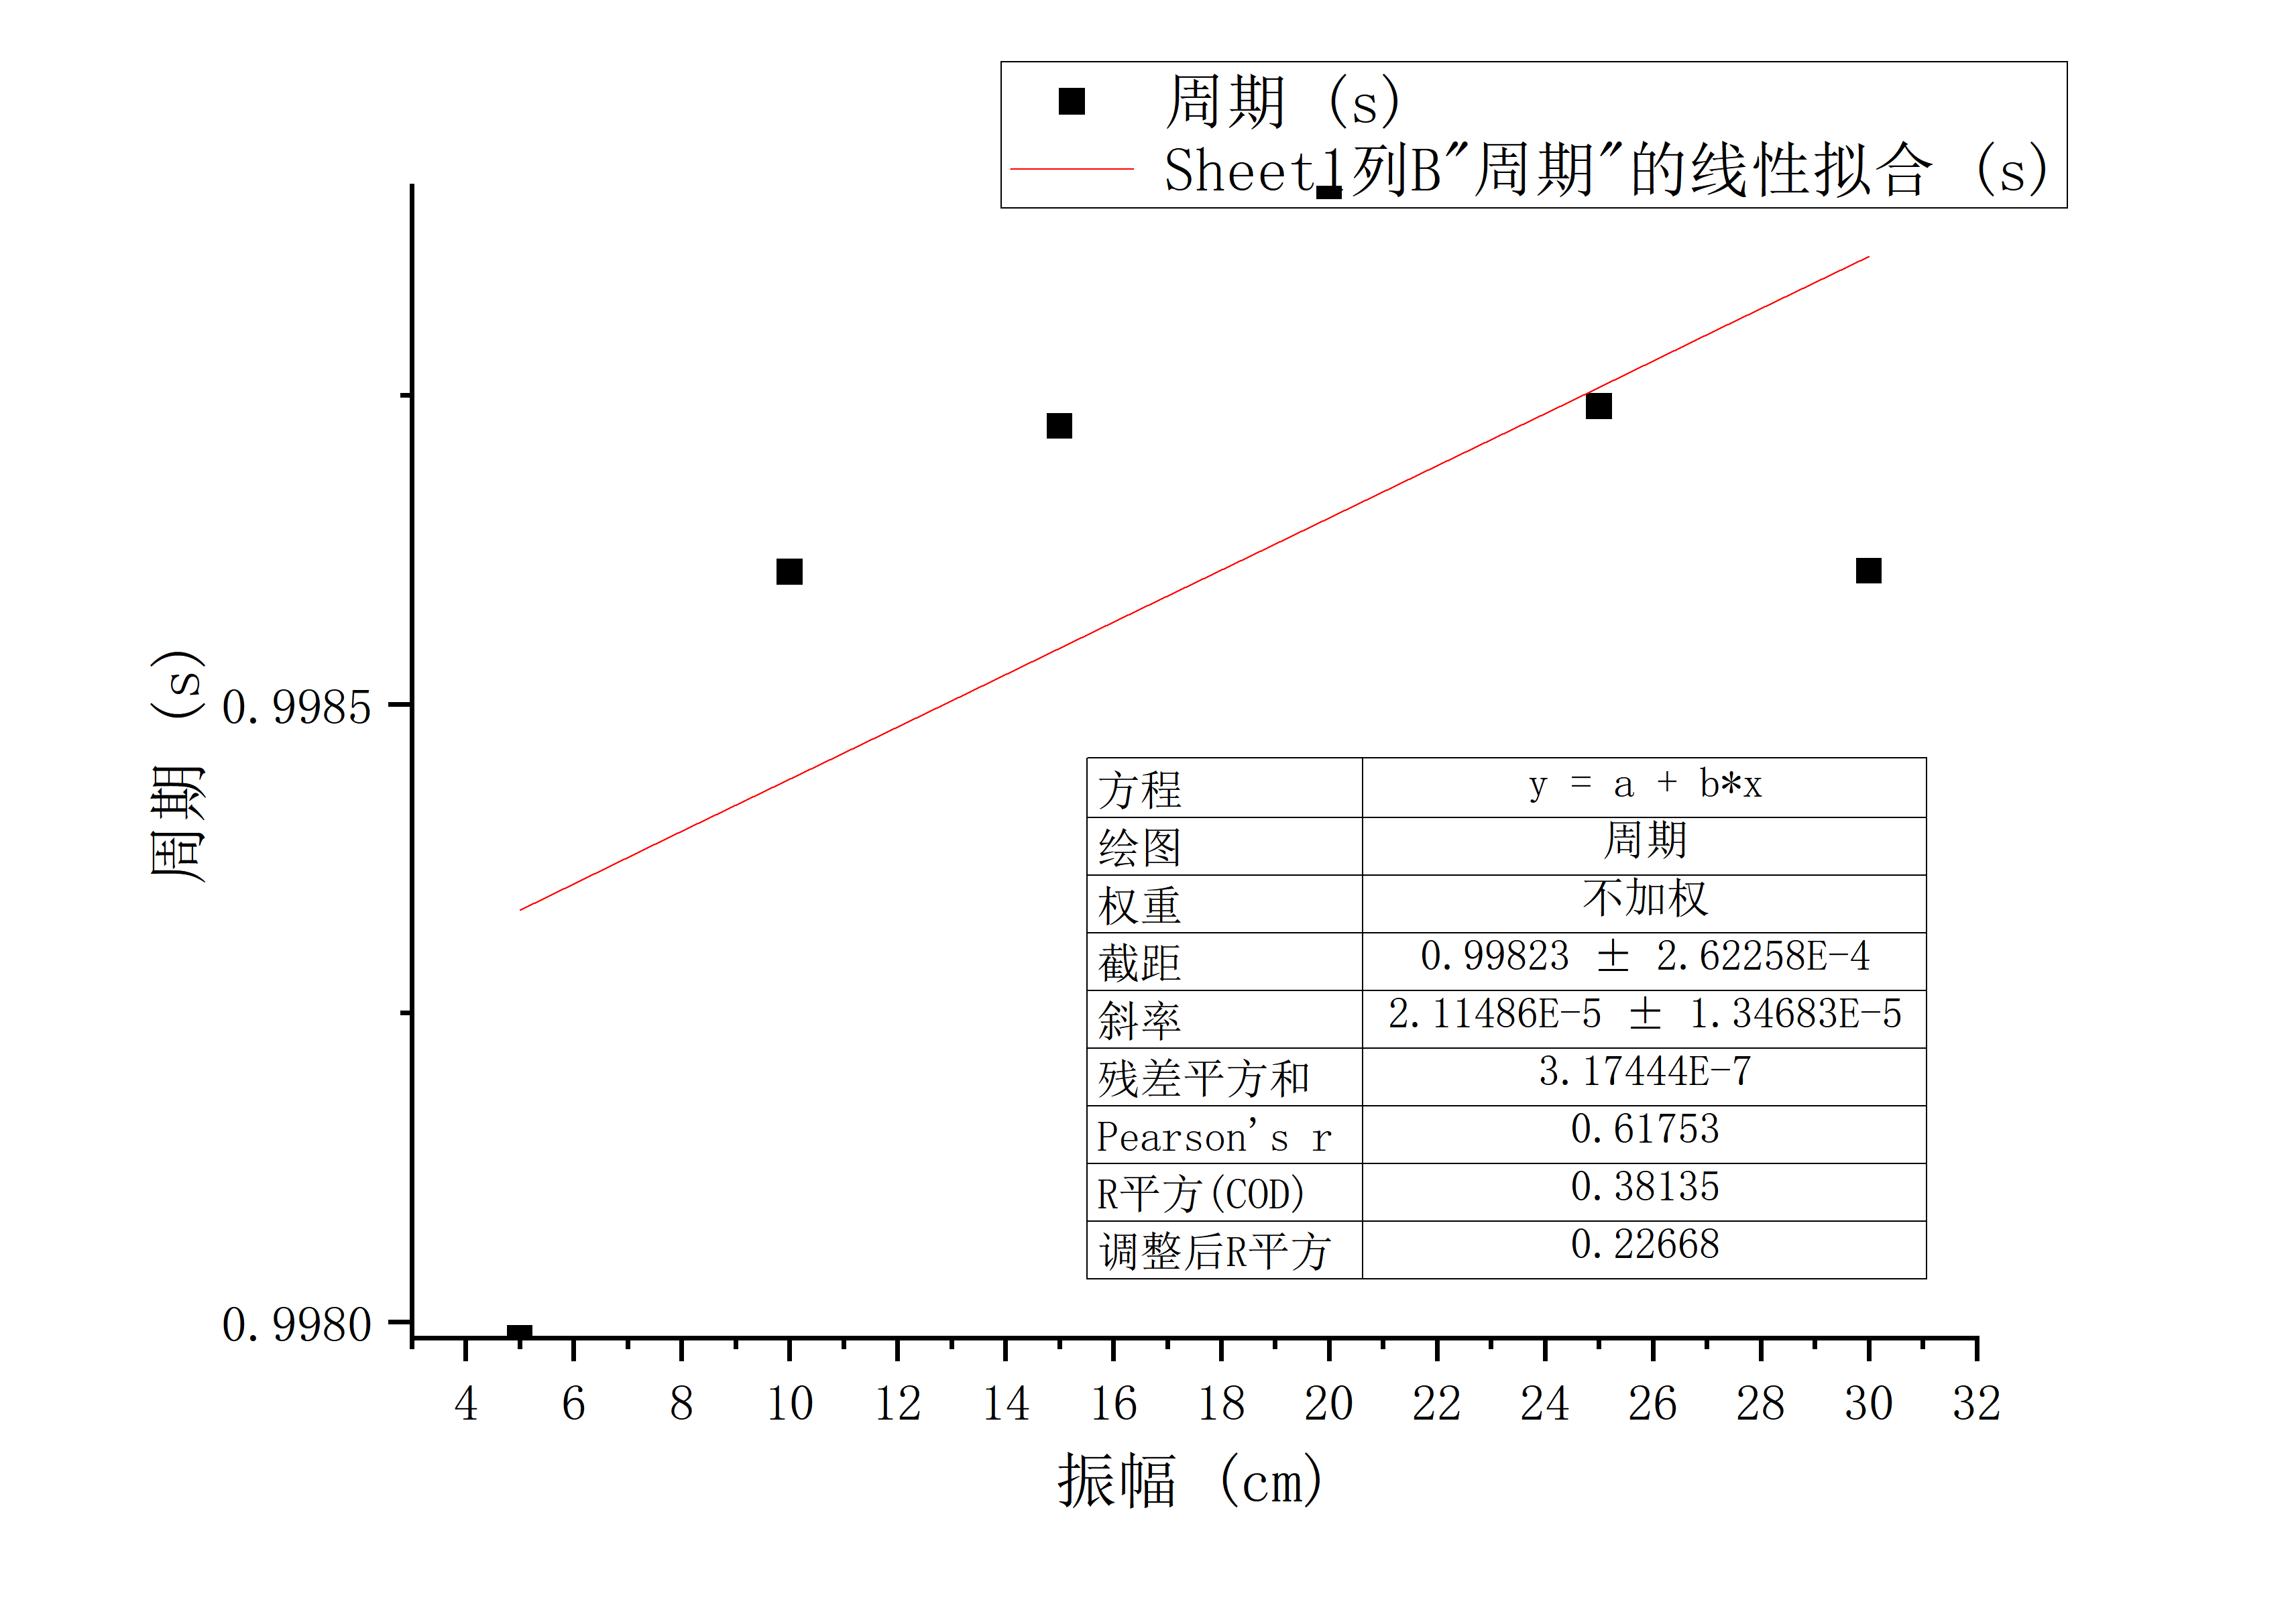 周期 (s)
Sheet1列B"周期"的线性拟合 (s)
周期 (s)
0.9985
0.9980
方程 y = a + b*x
绘图 周期
权重 不加权
截距 0.99823 ± 2.62258E-4
斜率 2.11486E-5 ± 1.34683E-5
残差平方和 3.17444E-7
Pearson's r 0.61753
R平方(COD) 0.38135
调整后R平方 0.22668
4 6 8 10 12 14 16 18 20 22 24 26 28 30 32
振幅 (cm)